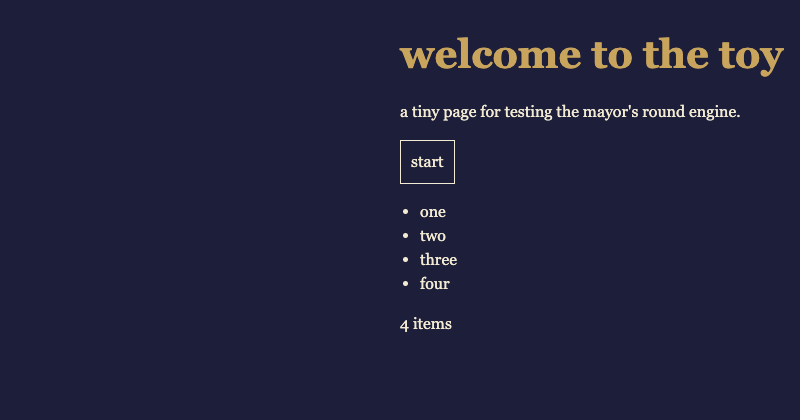 welcome to the toy
a tiny page for testing the mayor's round engine.
start
• one
• two
• three
• four
4 items